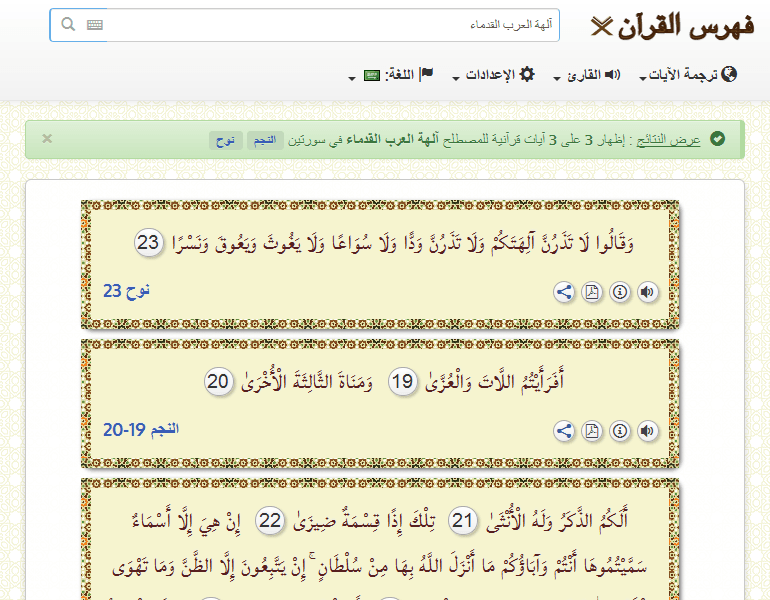 فهرس القرآن
آلهة العرب القدماء
ترجمة الآيات
القارئ
الإعدادات
اللغة:
عرض النتائج : إظهار 3 على 3 آيات قرآنية للمصطلح آلهة العرب القدماء في سورتين النجم نوح ×
وَقَالُوا لَا تَذَرُنَّ آلِهَتَكُمْ وَلَا تَذَرُنَّ وَدًّا وَلَا سُوَاعًا وَلَا يَغُوثَ وَيَعُوقَ وَنَسْرًا 23
نوح 23
أَفَرَأَيْتُمُ اللَّاتَ وَالْعُزَّىٰ 19 وَمَنَاةَ الثَّالِثَةَ الْأُخْرَىٰ 20
النجم 19-20
أَلَكُمُ الذَّكَرُ وَلَهُ الْأُنْثَىٰ 21 تِلْكَ إِذًا قِسْمَةٌ ضِيزَىٰ 22 إِنْ هِيَ إِلَّا أَسْمَاءٌ
سَمَّيْتُمُوهَا أَنْتُمْ وَآبَاؤُكُمْ مَا أَنْزَلَ اللَّهُ بِهَا مِنْ سُلْطَانٍ ۚ إِنْ يَتَّبِعُونَ إِلَّا الظَّنَّ وَمَا تَهْوَى